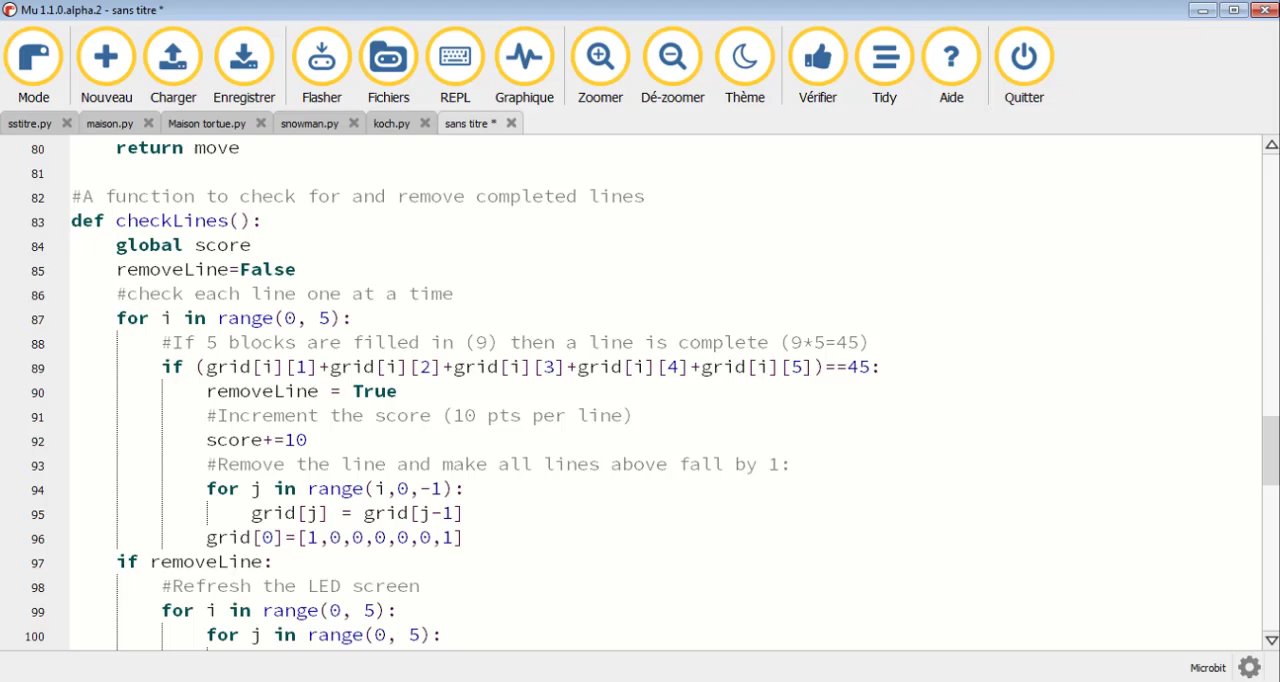 Mu 1.1.0.alpha.2 - sans titre *
Mode Nouveau Charger Enregistrer Flasher Fichiers REPL Graphique Zoomer Dé-zoomer Thème Vérifier Tidy Aide Quitter
sstitre.py maison.py Maison tortue.py snowman.py koch.py sans titre *
80 return move
81
82 #A function to check for and remove completed lines
83 def checkLines():
84 global score
85 removeLine=False
86 #check each line one at a time
87 for i in range(0, 5):
88 #If 5 blocks are filled in (9) then a line is complete (9*5=45)
89 if (grid[i][1]+grid[i][2]+grid[i][3]+grid[i][4]+grid[i][5])==45:
90 removeLine = True
91 #Increment the score (10 pts per line)
92 score+=10
93 #Remove the line and make all lines above fall by 1:
94 for j in range(i,0,-1):
95 grid[j] = grid[j-1]
96 grid[0]=[1,0,0,0,0,0,1]
97 if removeLine:
98 #Refresh the LED screen
99 for i in range(0, 5):
100 for j in range(0, 5):
Microbit